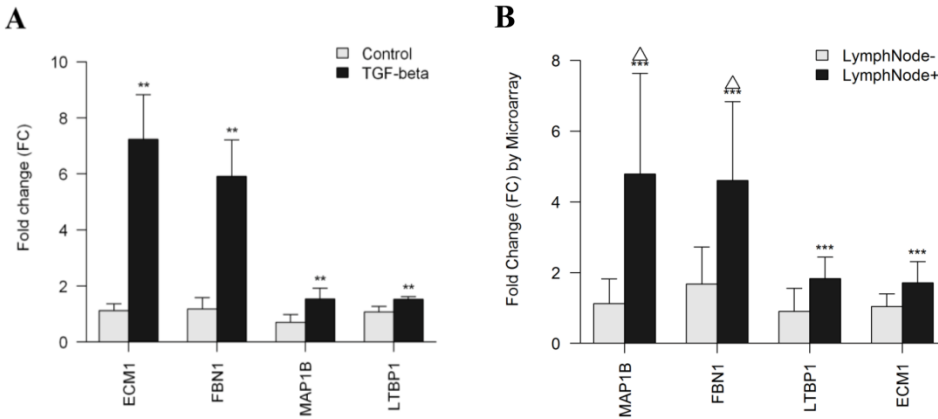 A
Control
TGF-beta
Fold change (FC)
10
8
6
4
2
0
**
**
**
**
ECM1
FBN1
MAP1B
LTBP1
B
LymphNode-
LymphNode+
Fold Change (FC) by Microarray
8
6
4
2
0
△
***
△
***
***
***
MAP1B
FBN1
LTBP1
ECM1